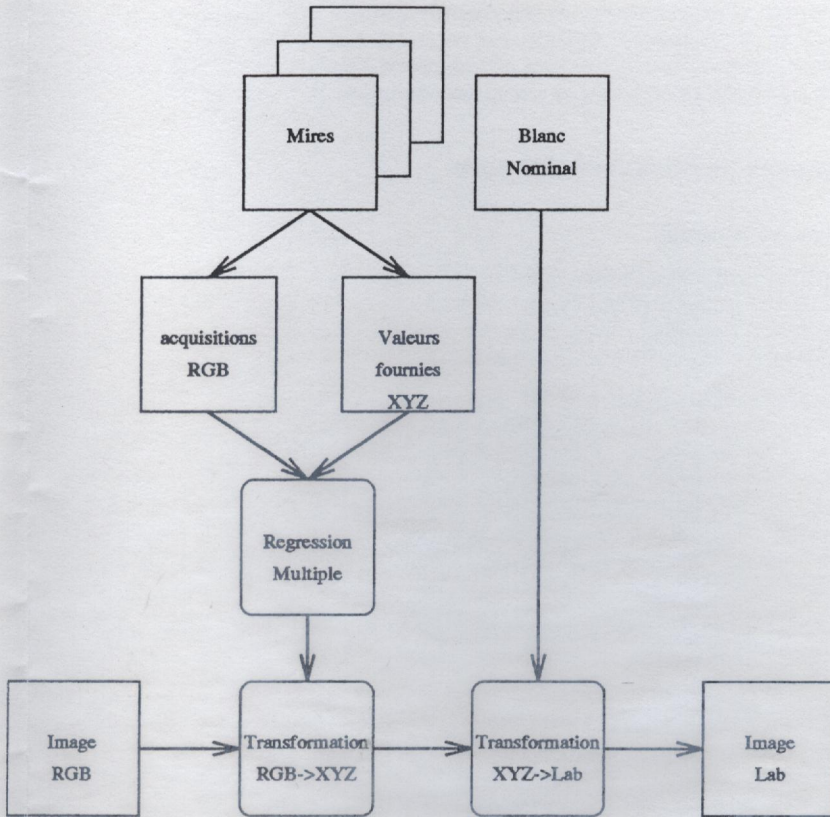 Mires
Blanc
Nominal
acquisitions
RGB
Valeurs
fournies
XYZ
Regression
Multiple
Image
RGB
Transformation
RGB->XYZ
Transformation
XYZ->Lab
Image
Lab